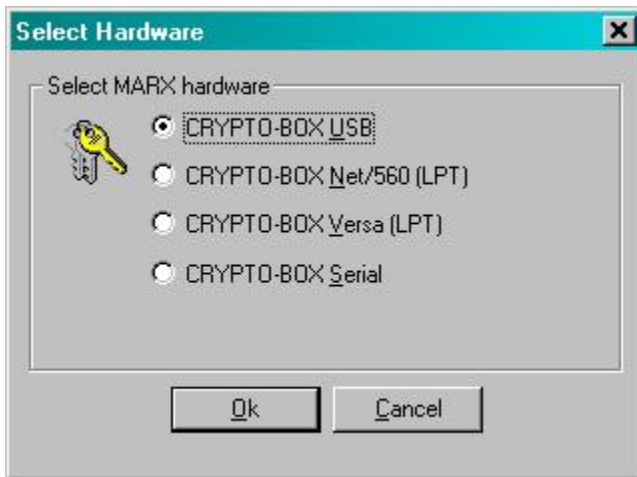 Select Hardware
Select MARX hardware
CRYPTO-BOX USB
CRYPTO-BOX Net/560 (LPT)
CRYPTO-BOX Versa (LPT)
CRYPTO-BOX Serial
Ok Cancel